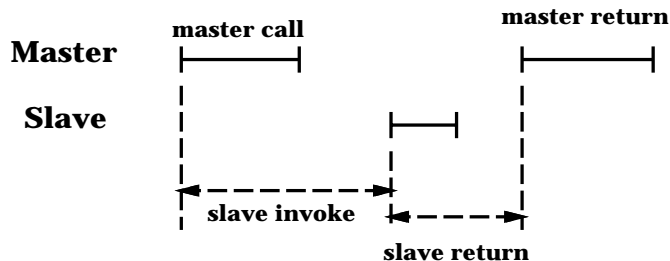 master return
master call
Master
Slave
slave invoke
slave return